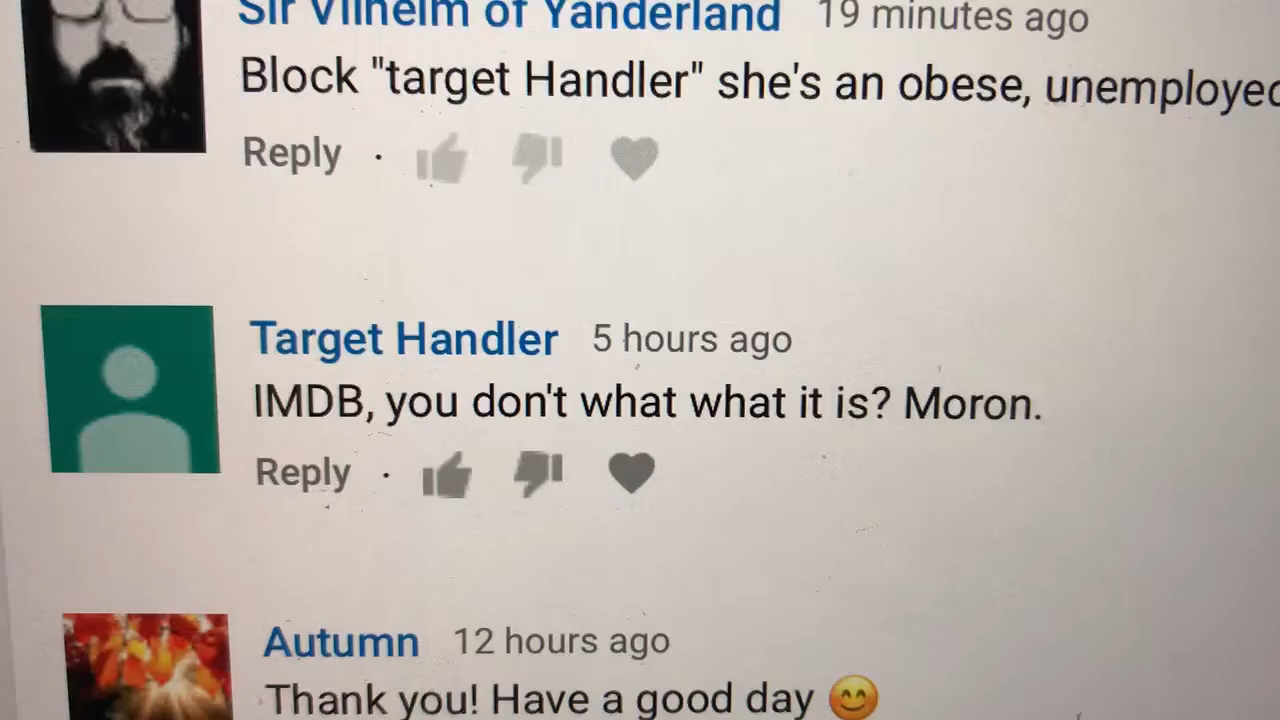 Sir Vilhelm of Yanderland 19 minutes ago
Block "target Handler" she's an obese, unemployed
Reply ·
Target Handler 5 hours ago
IMDB, you don't what what it is? Moron.
Reply ·
Autumn 12 hours ago
Thank you! Have a good day 😊